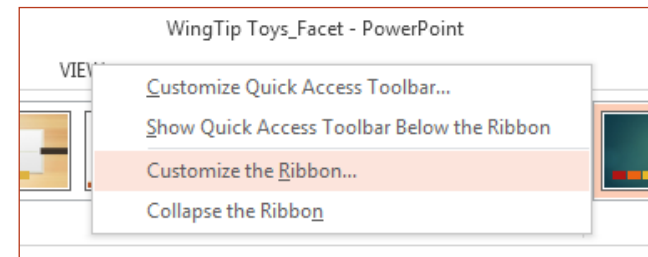 WingTip Toys_Facet - PowerPoint
VIEW
Customize Quick Access Toolbar...
Show Quick Access Toolbar Below the Ribbon
Customize the Ribbon...
Collapse the Ribbon